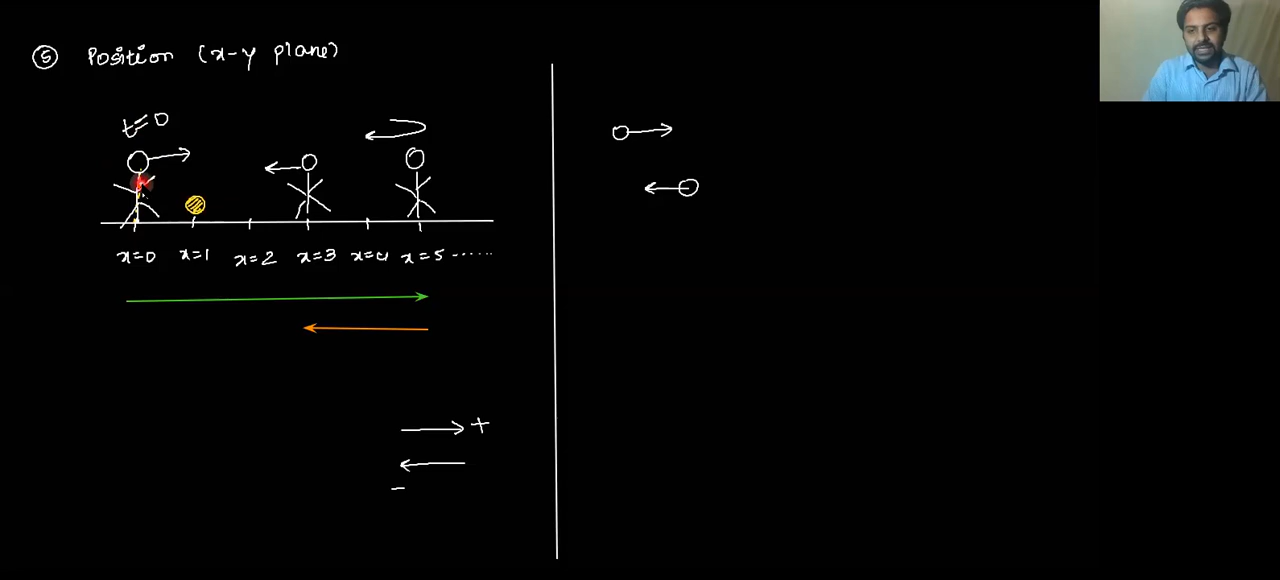 ⑤ Position (x-y plane)
t=0
x=0 x=1 x=2 x=3 x=4 x=5 ......
+
-